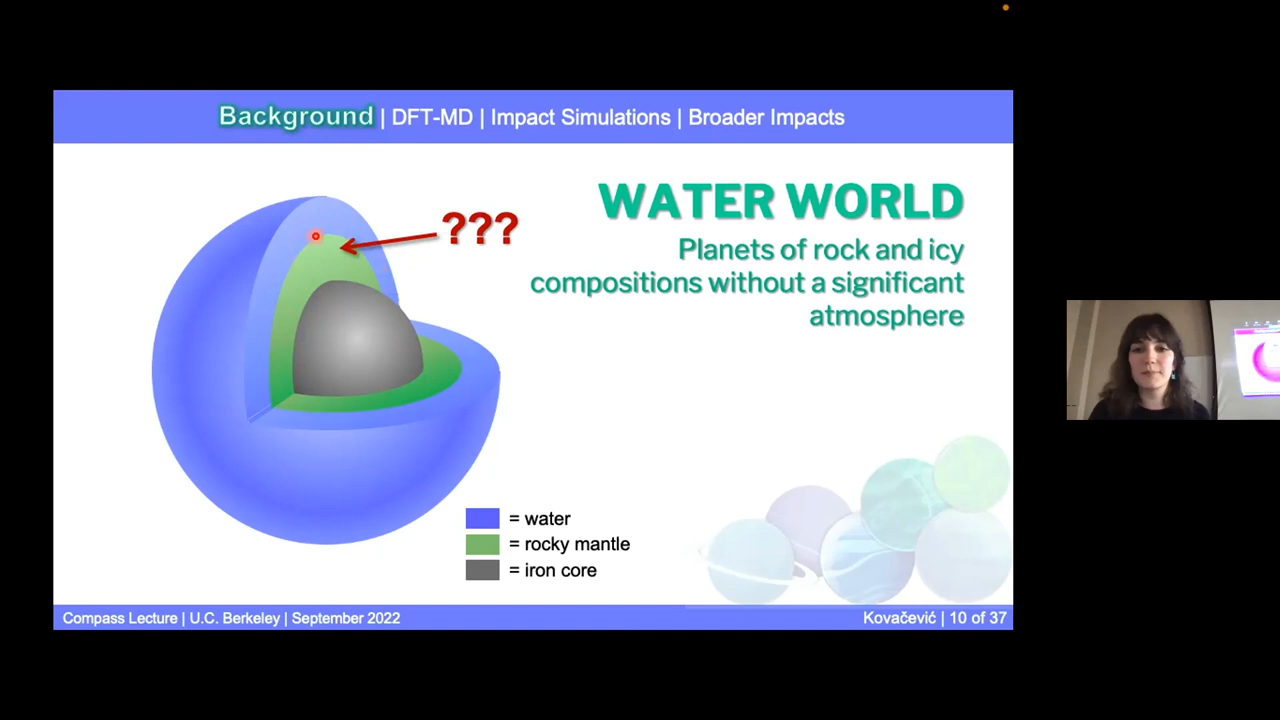 Background | DFT-MD | Impact Simulations | Broader Impacts
WATER WORLD
Planets of rock and icy
compositions without a significant
atmosphere
???
= water
= rocky mantle
= iron core
Compass Lecture | U.C. Berkeley | September 2022
Kovačević | 10 of 37